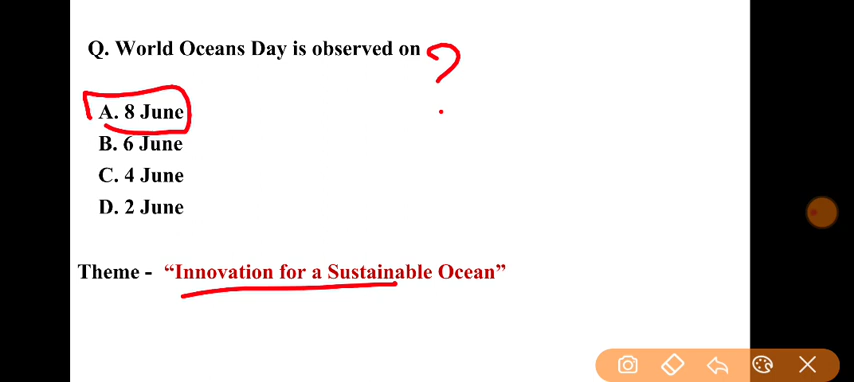 Q. World Oceans Day is observed on ?
A. 8 June
B. 6 June
C. 4 June
D. 2 June
Theme - “Innovation for a Sustainable Ocean”